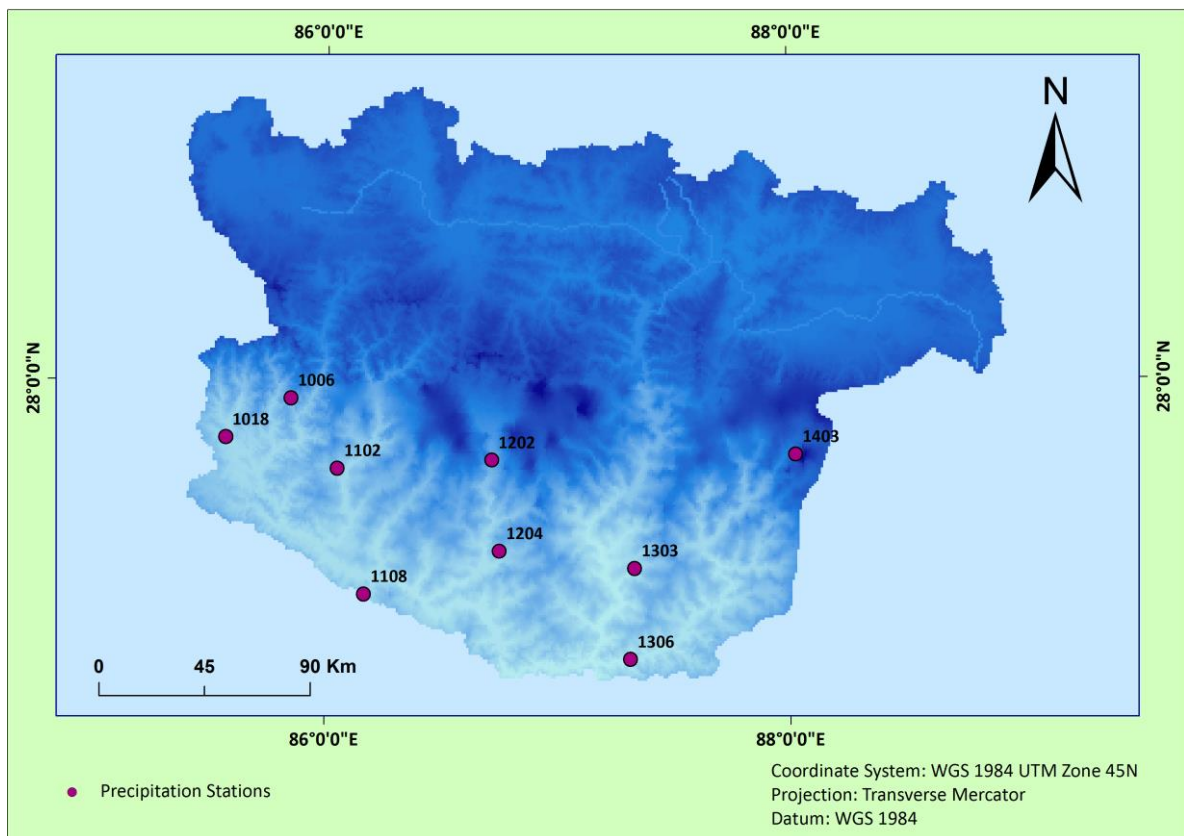 86°0'0"E
88°0'0"E
N
28°0'0"N
28°0'0"N
1006
1018
1102
1202
1403
1204
1303
1108
1306
0 45 90 Km
86°0'0"E
88°0'0"E
Precipitation Stations
Coordinate System: WGS 1984 UTM Zone 45N
Projection: Transverse Mercator
Datum: WGS 1984